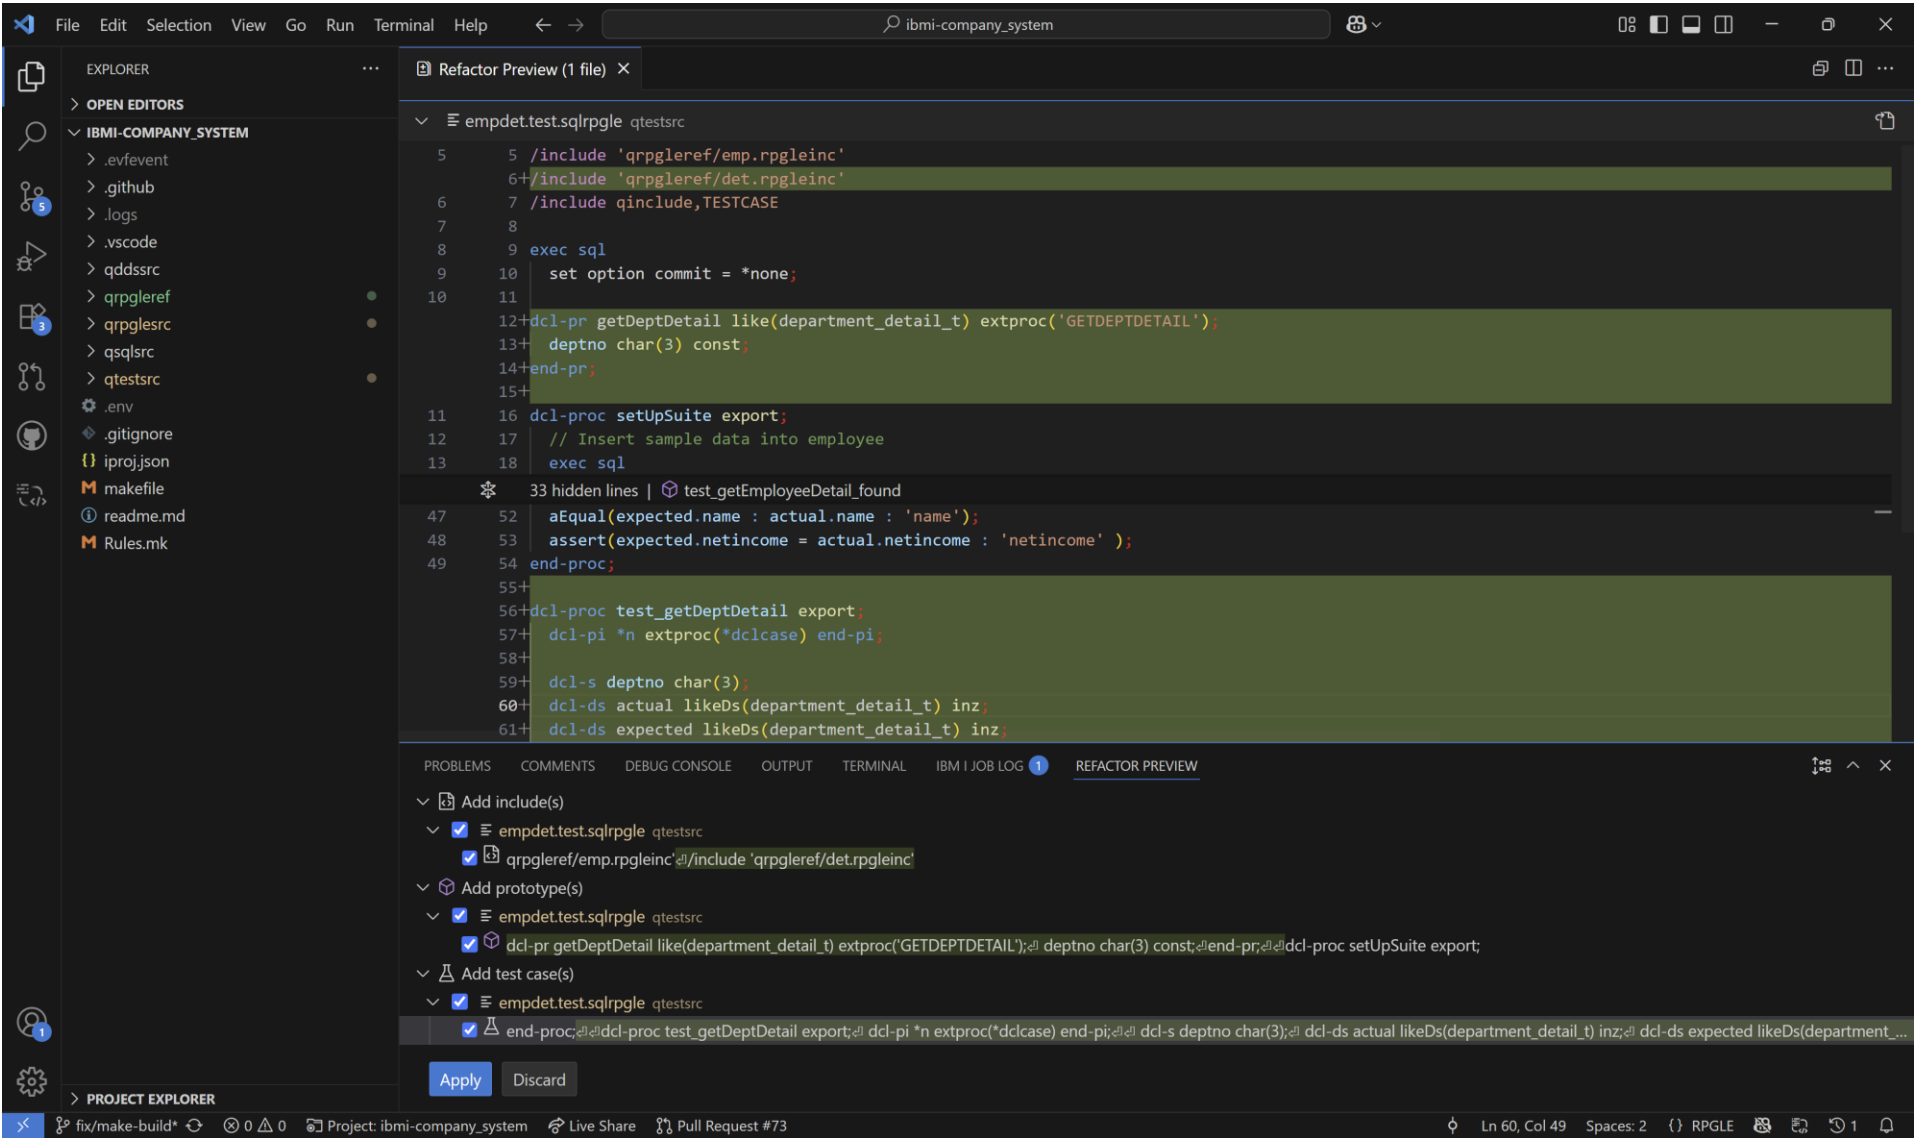 File Edit Selection View Go Run Terminal Help
ibmi-company_system
EXPLORER
OPEN EDITORS
IBMI-COMPANY_SYSTEM
.evfevent
.github
.logs
.vscode
qddssrc
qrpgleref
qrpglesrc
qsqlsrc
qtestsrc
.env
.gitignore
iproj.json
makefile
readme.md
Rules.mk
PROJECT EXPLORER
5
3
1
Refactor Preview (1 file)
empdet.test.sqlrpgle qtestsrc
5 5 /include 'qrpgleref/emp.rpgleinc'
6+/include 'qrpgleref/det.rpgleinc'
6 7 /include qinclude,TESTCASE
7 8
8 9 exec sql
9 10 set option commit = *none;
10 11
12+dcl-pr getDeptDetail like(department_detail_t) extproc('GETDEPTDETAIL');
13+ deptno char(3) const;
14+end-pr;
15+
11 16 dcl-proc setUpSuite export;
12 17 // Insert sample data into employee
13 18 exec sql
33 hidden lines | test_getEmployeeDetail_found
47 52 aEqual(expected.name : actual.name : 'name');
48 53 assert(expected.netincome = actual.netincome : 'netincome' );
49 54 end-proc;
55+
56+dcl-proc test_getDeptDetail export;
57+ dcl-pi *n extproc(*dclcase) end-pi;
58+
59+ dcl-s deptno char(3);
60+ dcl-ds actual likeDs(department_detail_t) inz;
61+ dcl-ds expected likeDs(department_detail_t) inz;
PROBLEMS COMMENTS DEBUG CONSOLE OUTPUT TERMINAL IBM I JOB LOG 1 REFACTOR PREVIEW
Add include(s)
empdet.test.sqlrpgle qtestsrc
qrpgleref/emp.rpgleinc'⏎/include 'qrpgleref/det.rpgleinc'
Add prototype(s)
empdet.test.sqlrpgle qtestsrc
dcl-pr getDeptDetail like(department_detail_t) extproc('GETDEPTDETAIL');⏎ deptno char(3) const;⏎end-pr;⏎⏎dcl-proc setUpSuite export;
Add test case(s)
empdet.test.sqlrpgle qtestsrc
end-proc;⏎⏎dcl-proc test_getDeptDetail export;⏎ dcl-pi *n extproc(*dclcase) end-pi;⏎⏎ dcl-s deptno char(3);⏎ dcl-ds actual likeDs(department_detail_t) inz;⏎ dcl-ds expected likeDs(department_...
Apply Discard
fix/make-build* 0 0 Project: ibmi-company_system Live Share Pull Request #73 Ln 60, Col 49 Spaces: 2 {} RPGLE 1